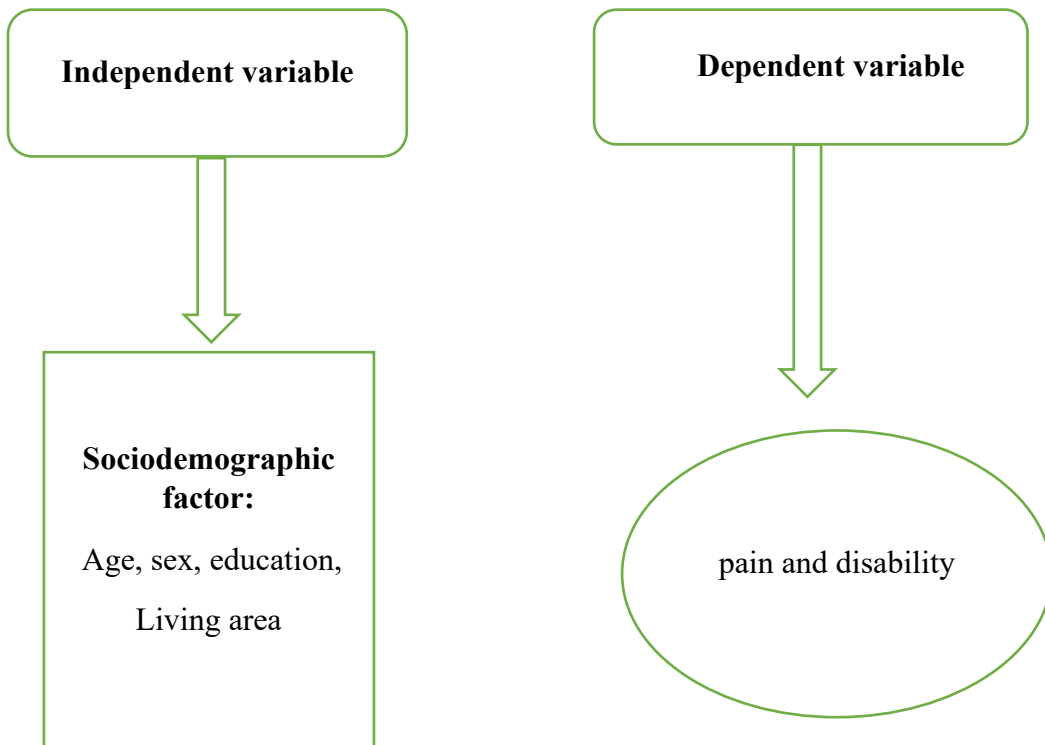 Independent variable
Dependent variable
Sociodemographic
factor:
Age, sex, education,
Living area
pain and disability